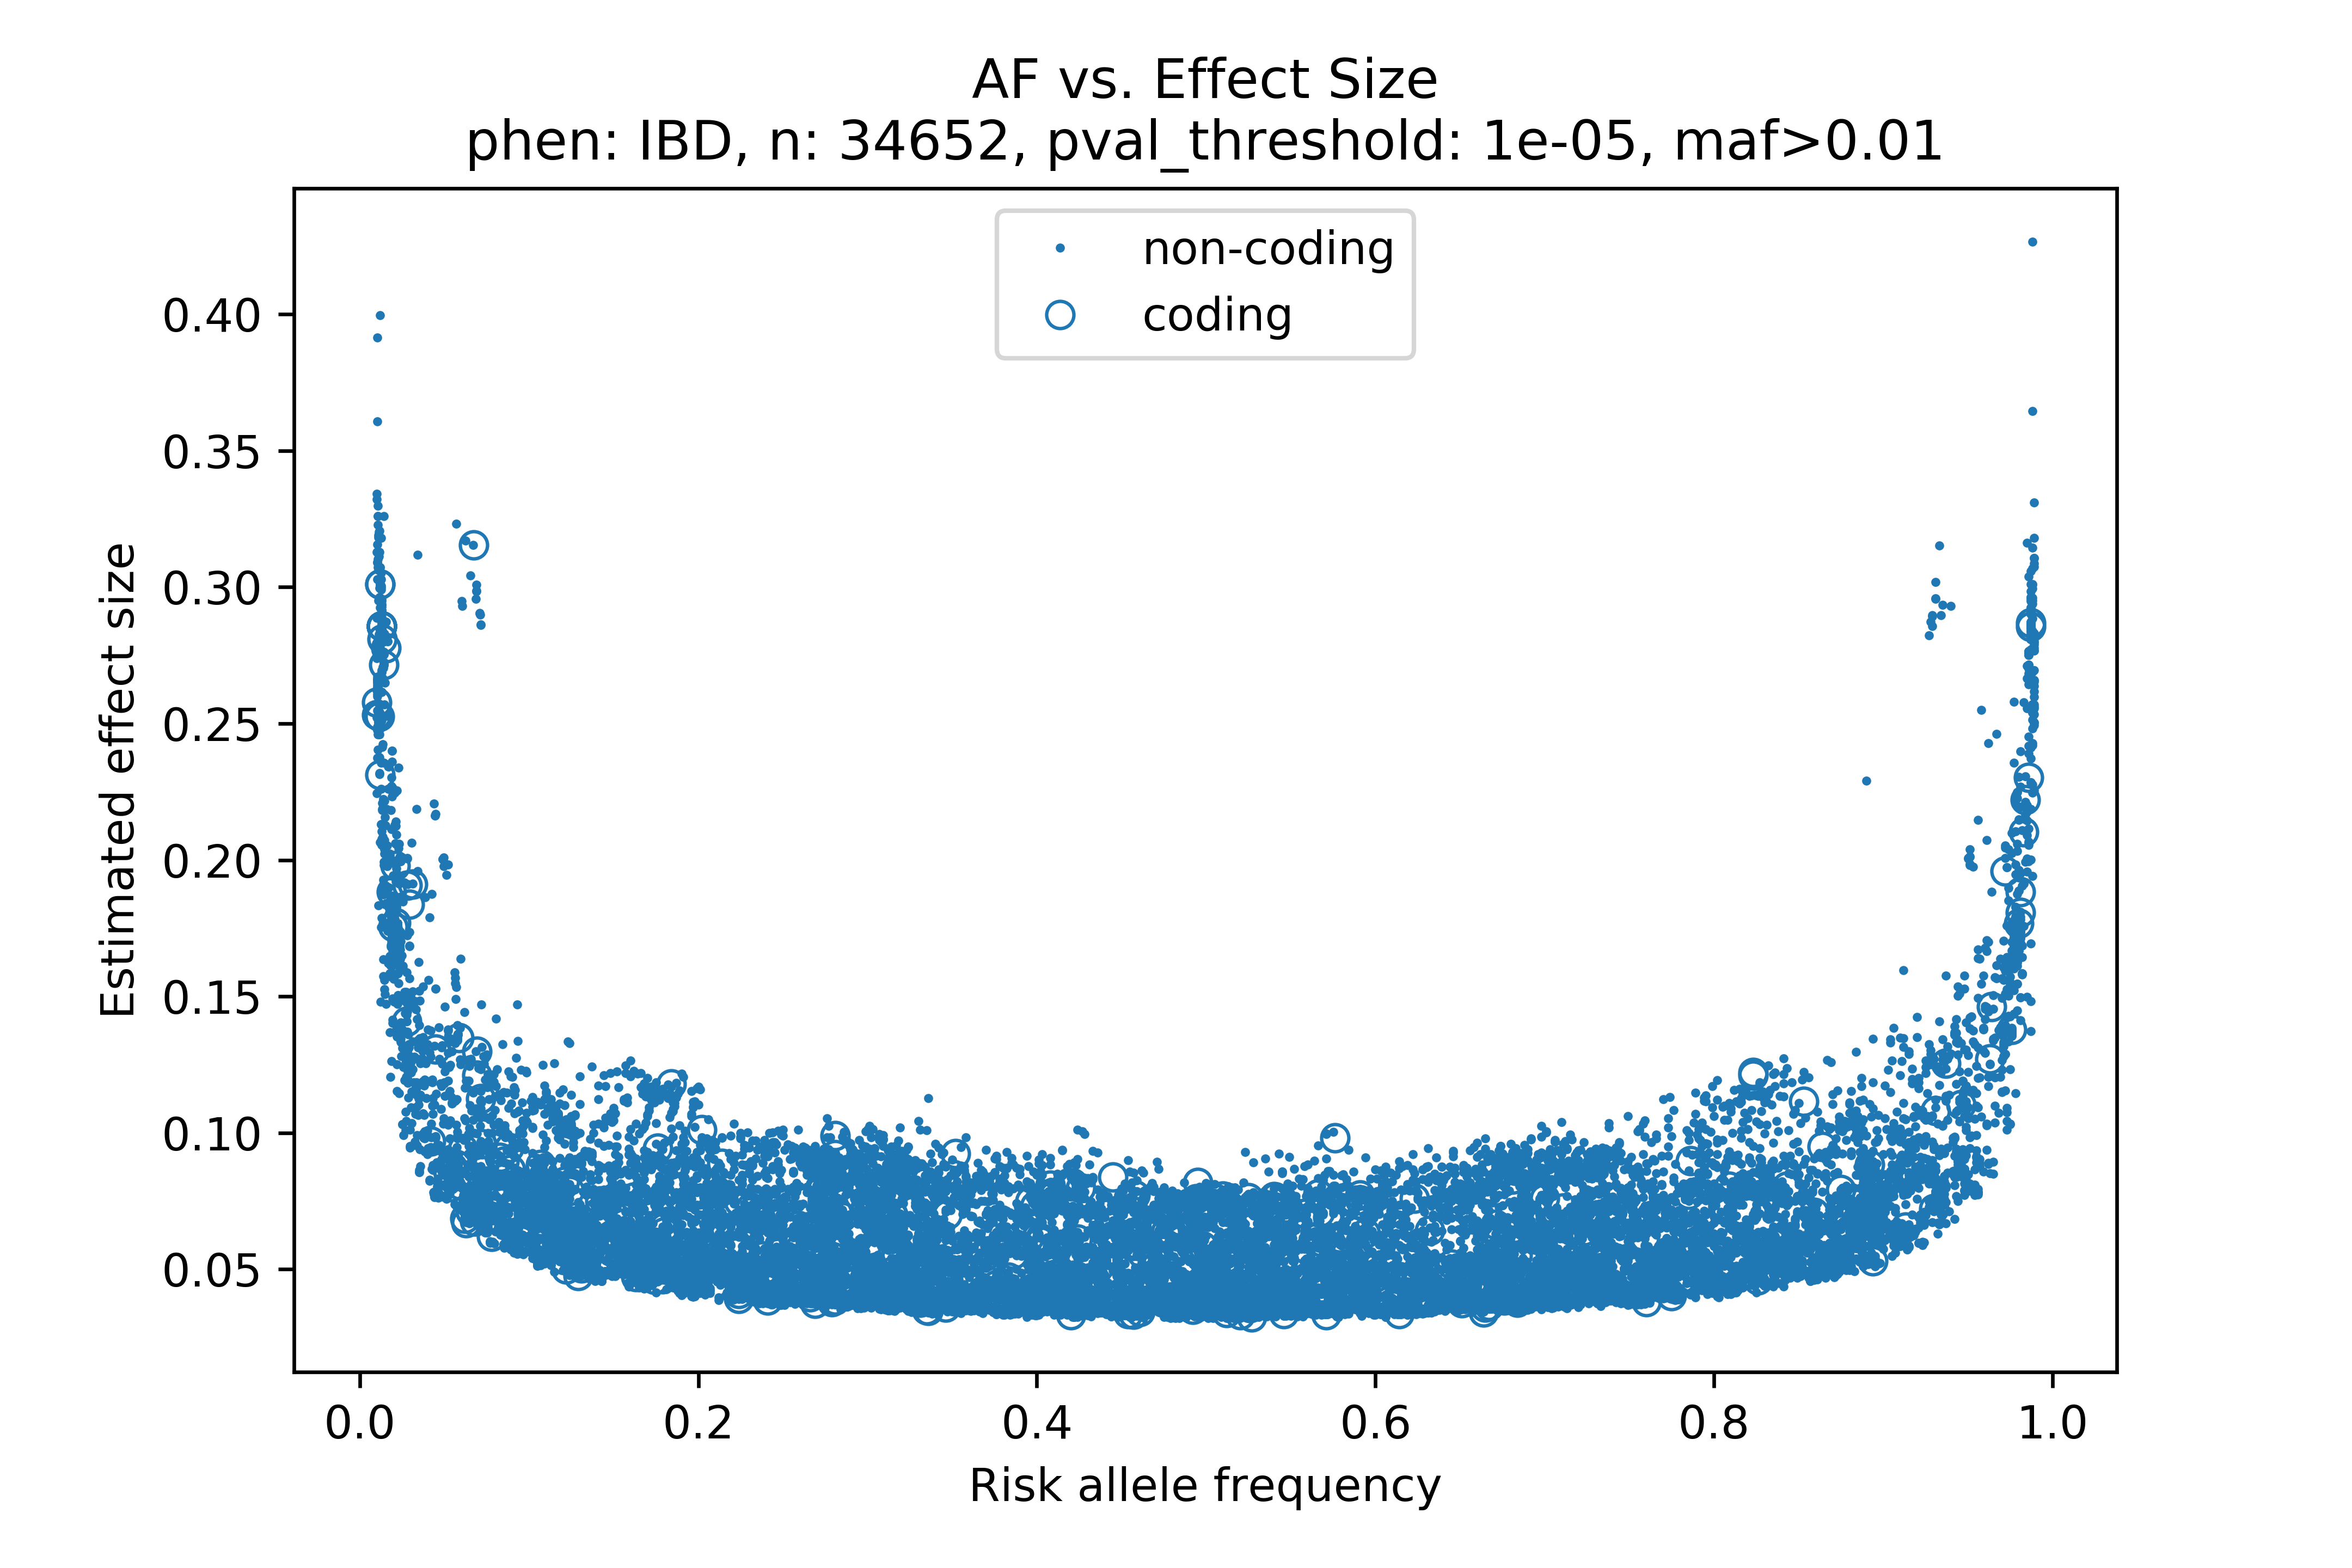 AF vs. Effect Size
phen: IBD, n: 34652, pval_threshold: 1e-05, maf>0.01
non-coding
coding
0.40
0.35
0.30
0.25
0.20
0.15
0.10
0.05
Estimated effect size
0.0 0.2 0.4 0.6 0.8 1.0
Risk allele frequency